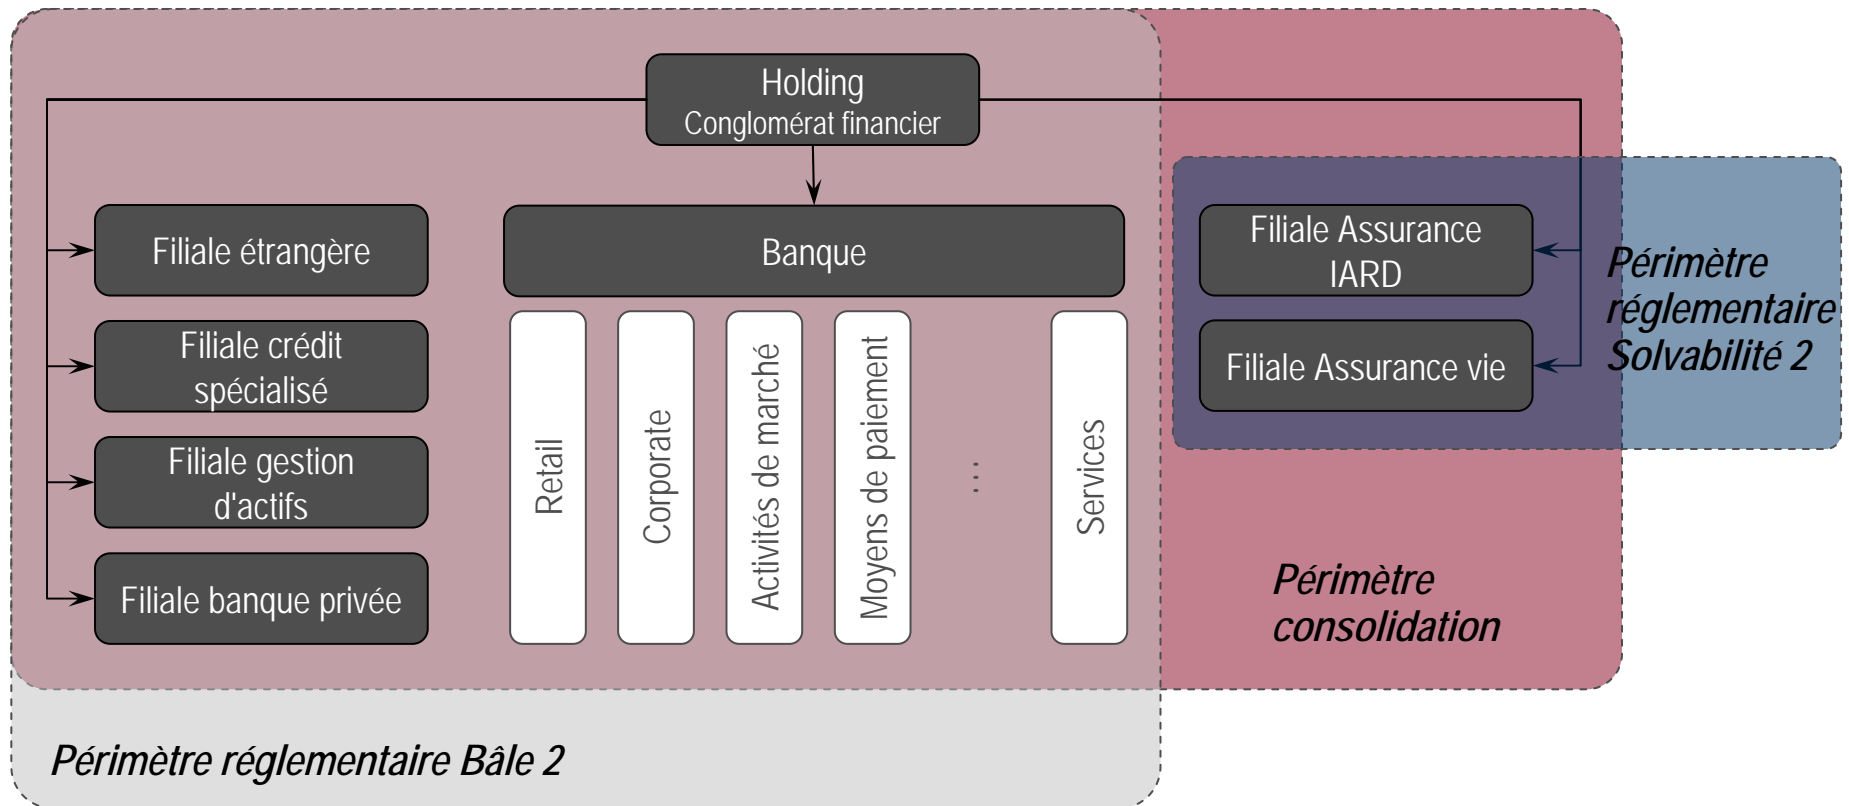 Holding
Conglomérat financier
Filiale étrangère
Banque
Filiale Assurance
IARD
Périmètre
réglementaire
Solvabilité 2
Filiale crédit
spécialisé
Filiale Assurance vie
Filiale gestion
d'actifs
Filiale banque privée
Retail
Corporate
Activités de marché
Moyens de paiement
...
Services
Périmètre
consolidation
Périmètre réglementaire Bâle 2